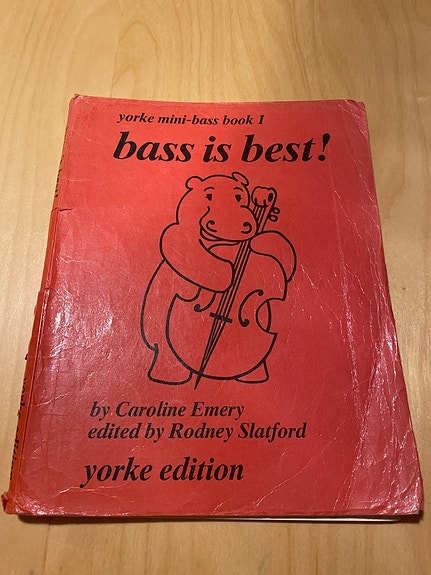 yorke mini-bass book 1
bass is best!
by Caroline Emery
edited by Rodney Slatford
yorke edition